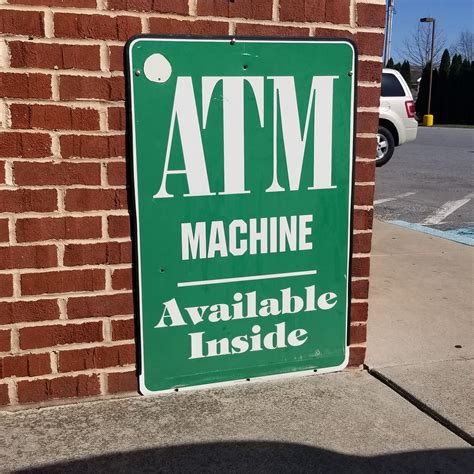 ATM
MACHINE
Available
Inside